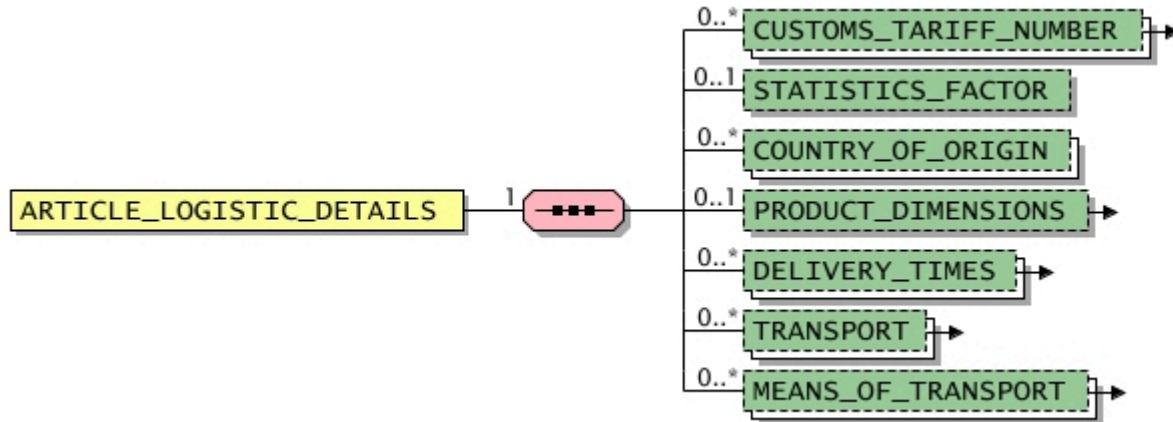 0..* CUSTOMS_TARIFF_NUMBER
0..1 STATISTICS_FACTOR
0..* COUNTRY_OF_ORIGIN
ARTICLE_LOGISTIC_DETAILS 1 0..1 PRODUCT_DIMENSIONS
0..* DELIVERY_TIMES
0..* TRANSPORT
0..* MEANS_OF_TRANSPORT